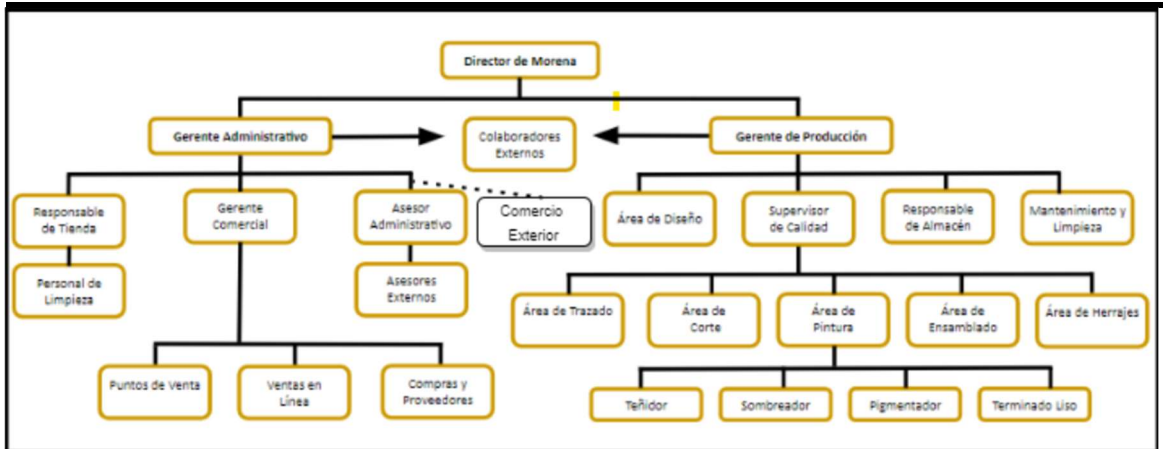 Director de Morena
Gerente Administrativo
Colaboradores
Externos
Gerente de Producción
Responsable
de Tienda
Gerente
Comercial
Asesor
Administrativo
Comercio
Exterior
Área de Diseño
Supervisor
de Calidad
Responsable
de Almacén
Mantenimiento y
Limpieza
Personal de
Limpieza
Asesores
Externos
Área de Trazado
Área de
Corte
Área de
Pintura
Área de
Ensamblado
Área de Herrajes
Puntos de Venta
Ventas en
Línea
Compras y
Proveedores
Teñidor
Sombreador
Pigmentador
Terminado Liso